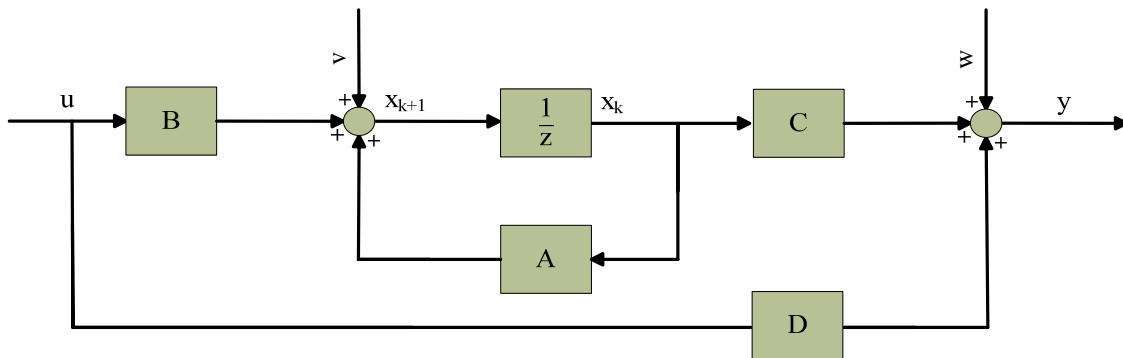 v
w
u
B
+
+
+
x_{k+1}
1
z
x_k
C
+
+
+
y
A
D